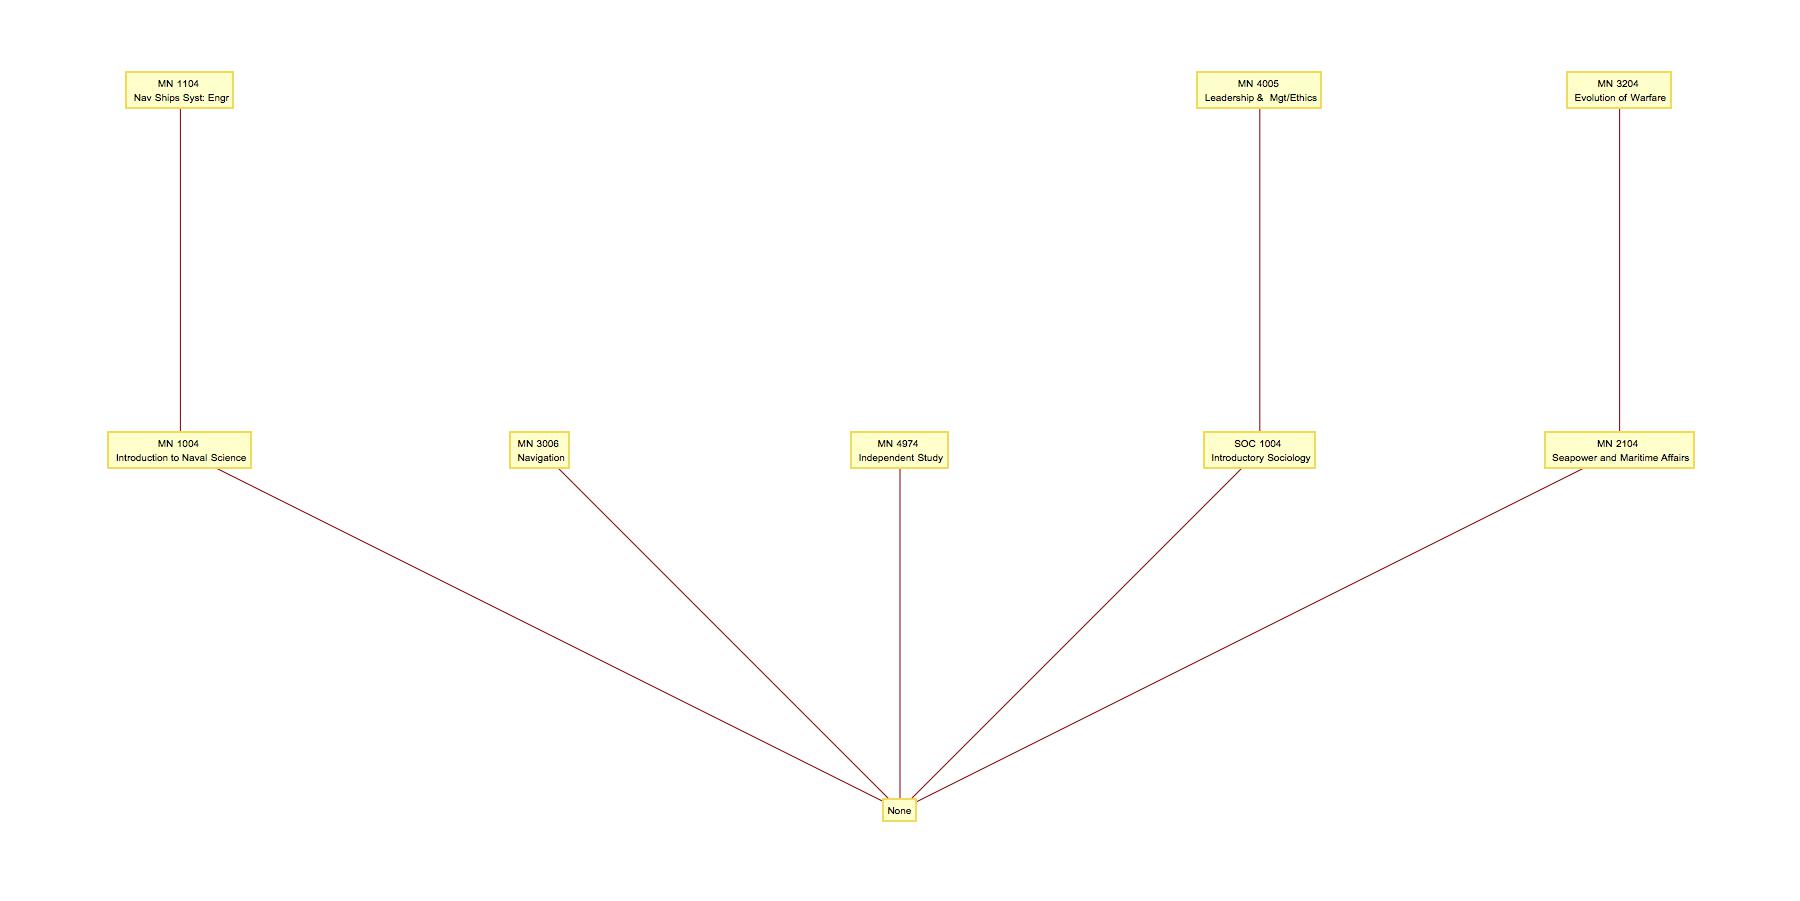 MN 1104
Nav Ships Syst: Engr
MN 4005
Leadership &  Mgt/Ethics
MN 3204
Evolution of Warfare
MN 1004
Introduction to Naval Science
MN 3006
Navigation
MN 4974
Independent Study
SOC 1004
Introductory Sociology
MN 2104
Seapower and Maritime Affairs
None